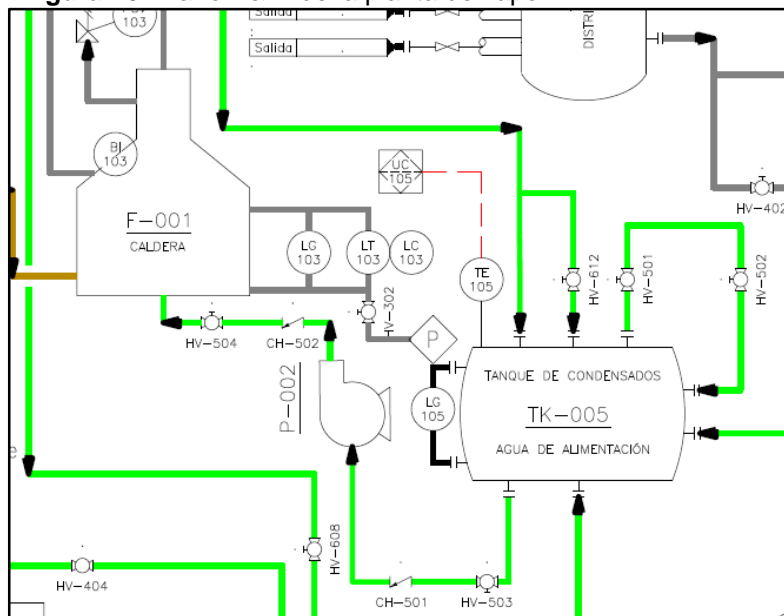 103
Salida
Salida
DISTRI
BI
103
UC
105
HV-402
F-001
CALDERA
LG
103
LT
103
LC
103
TE
105
HV-612
HV-501
HV-502
HV-302
HV-504
CH-502
P
P-002
TANQUE DE CONDENSADOS
LG
105
TK-005
AGUA DE ALIMENTACIÓN
e
HV-608
HV-404
CH-501
HV-503